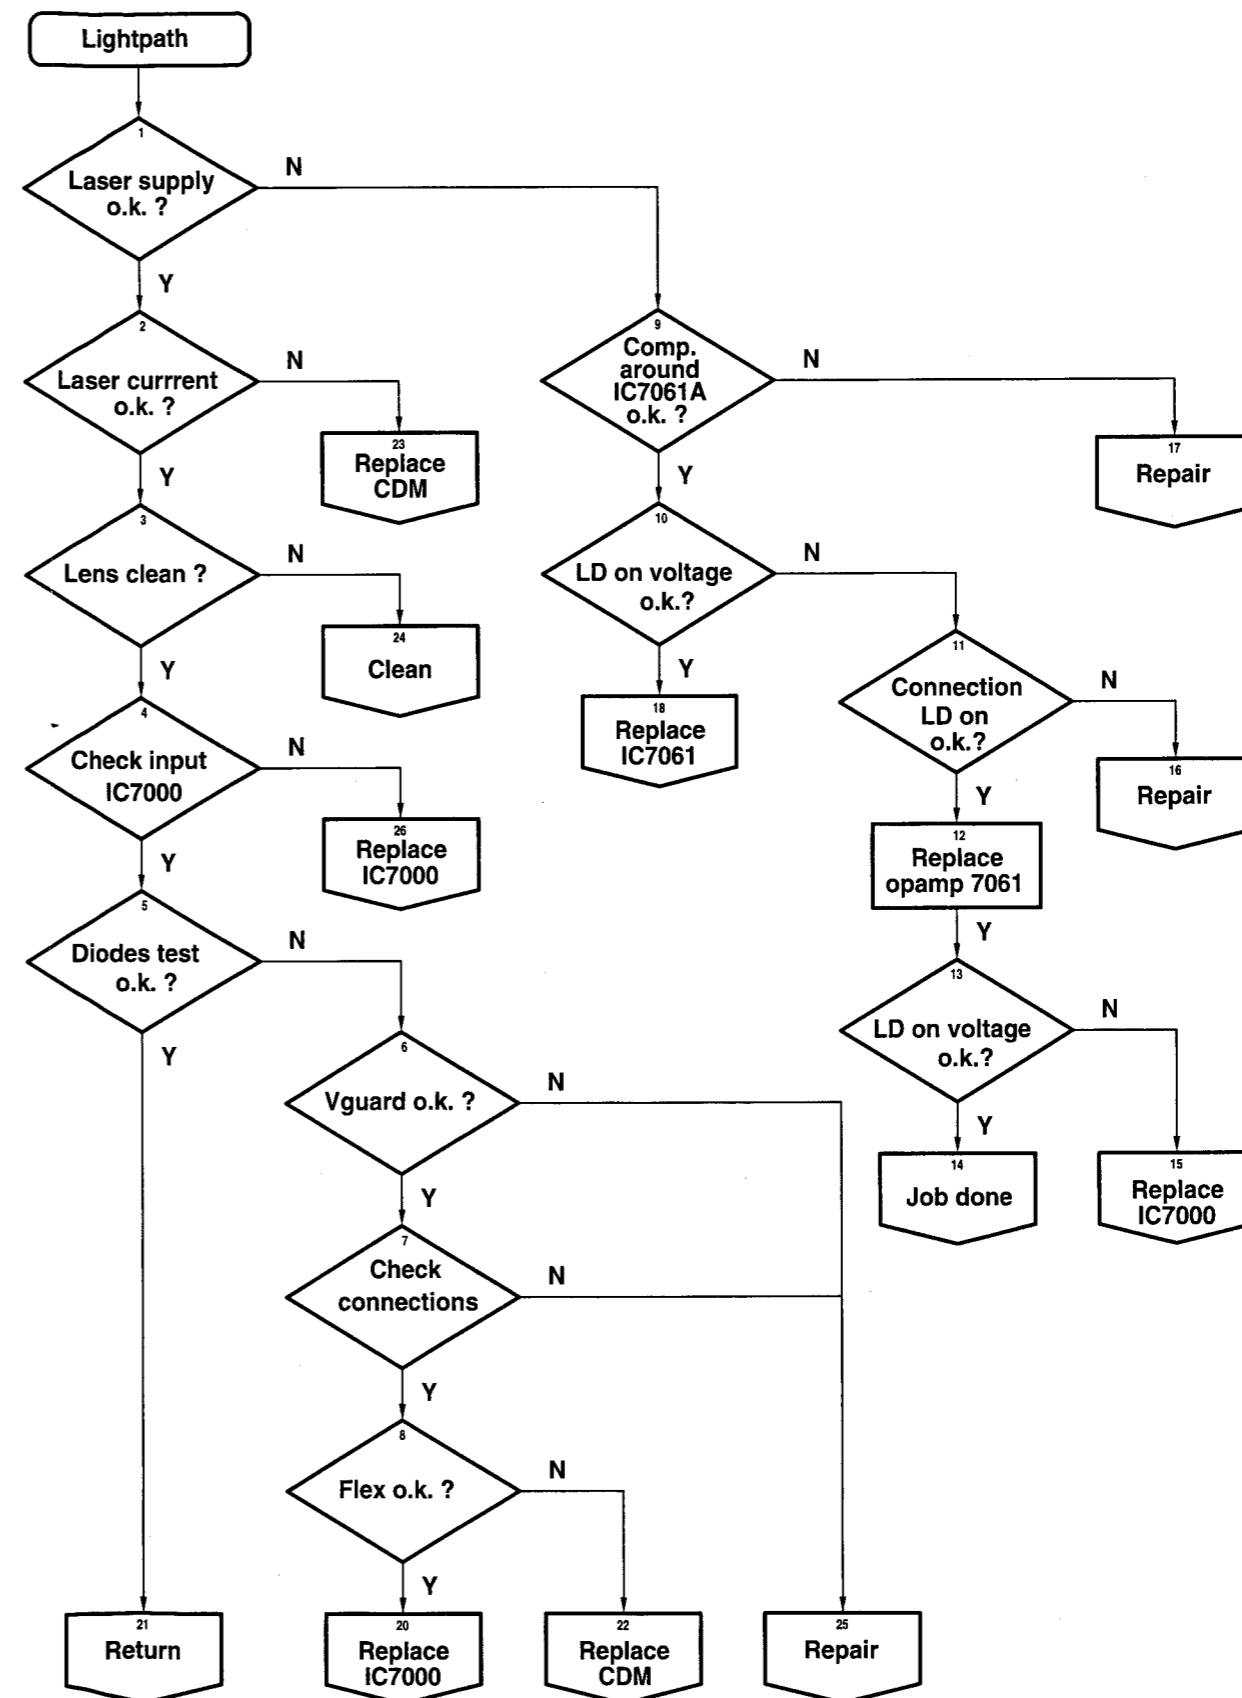 Lightpath
1
Laser supply
o.k. ?
N
Y
2
Laser currrent
o.k. ?
N
Y
23
Replace
CDM
3
Lens clean ?
N
Y
24
Clean
4
Check input
IC7000
N
Y
26
Replace
IC7000
5
Diodes test
o.k. ?
N
Y
6
Vguard o.k. ?
N
Y
7
Check
connections
N
Y
8
Flex o.k. ?
N
Y
21
Return
20
Replace
IC7000
22
Replace
CDM
25
Repair
9
Comp.
around
IC7061A
o.k. ?
N
Y
17
Repair
10
LD on voltage
o.k.?
N
Y
18
Replace
IC7061
11
Connection
LD on
o.k.?
N
Y
16
Repair
12
Replace
opamp 7061
Y
13
LD on voltage
o.k.?
N
Y
14
Job done
15
Replace
IC7000